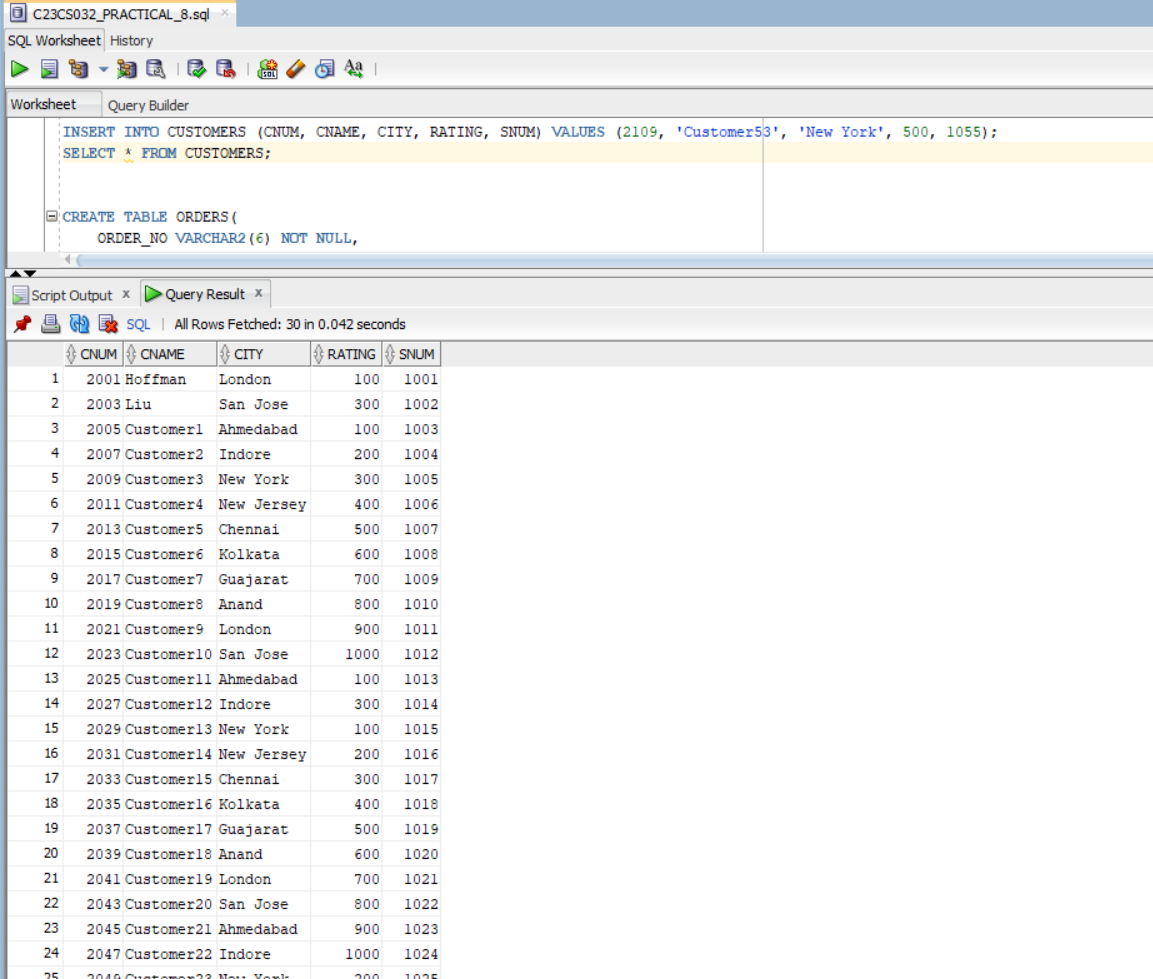 C23CS032_PRACTICAL_8.sql ×
SQL Worksheet History
Worksheet Query Builder
INSERT INTO CUSTOMERS (CNUM, CNAME, CITY, RATING, SNUM) VALUES (2109, 'Customer53', 'New York', 500, 1055);
SELECT * FROM CUSTOMERS;
CREATE TABLE ORDERS(
ORDER_NO VARCHAR2(6) NOT NULL,
Script Output x Query Result x
SQL | All Rows Fetched: 30 in 0.042 seconds
CNUM CNAME CITY RATING SNUM
1 2001 Hoffman London 100 1001
2 2003 Liu San Jose 300 1002
3 2005 Customer1 Ahmedabad 100 1003
4 2007 Customer2 Indore 200 1004
5 2009 Customer3 New York 300 1005
6 2011 Customer4 New Jersey 400 1006
7 2013 Customer5 Chennai 500 1007
8 2015 Customer6 Kolkata 600 1008
9 2017 Customer7 Guajarat 700 1009
10 2019 Customer8 Anand 800 1010
11 2021 Customer9 London 900 1011
12 2023 Customer10 San Jose 1000 1012
13 2025 Customer11 Ahmedabad 100 1013
14 2027 Customer12 Indore 300 1014
15 2029 Customer13 New York 100 1015
16 2031 Customer14 New Jersey 200 1016
17 2033 Customer15 Chennai 300 1017
18 2035 Customer16 Kolkata 400 1018
19 2037 Customer17 Guajarat 500 1019
20 2039 Customer18 Anand 600 1020
21 2041 Customer19 London 700 1021
22 2043 Customer20 San Jose 800 1022
23 2045 Customer21 Ahmedabad 900 1023
24 2047 Customer22 Indore 1000 1024
25 2049 Customer23 New York 200 1025